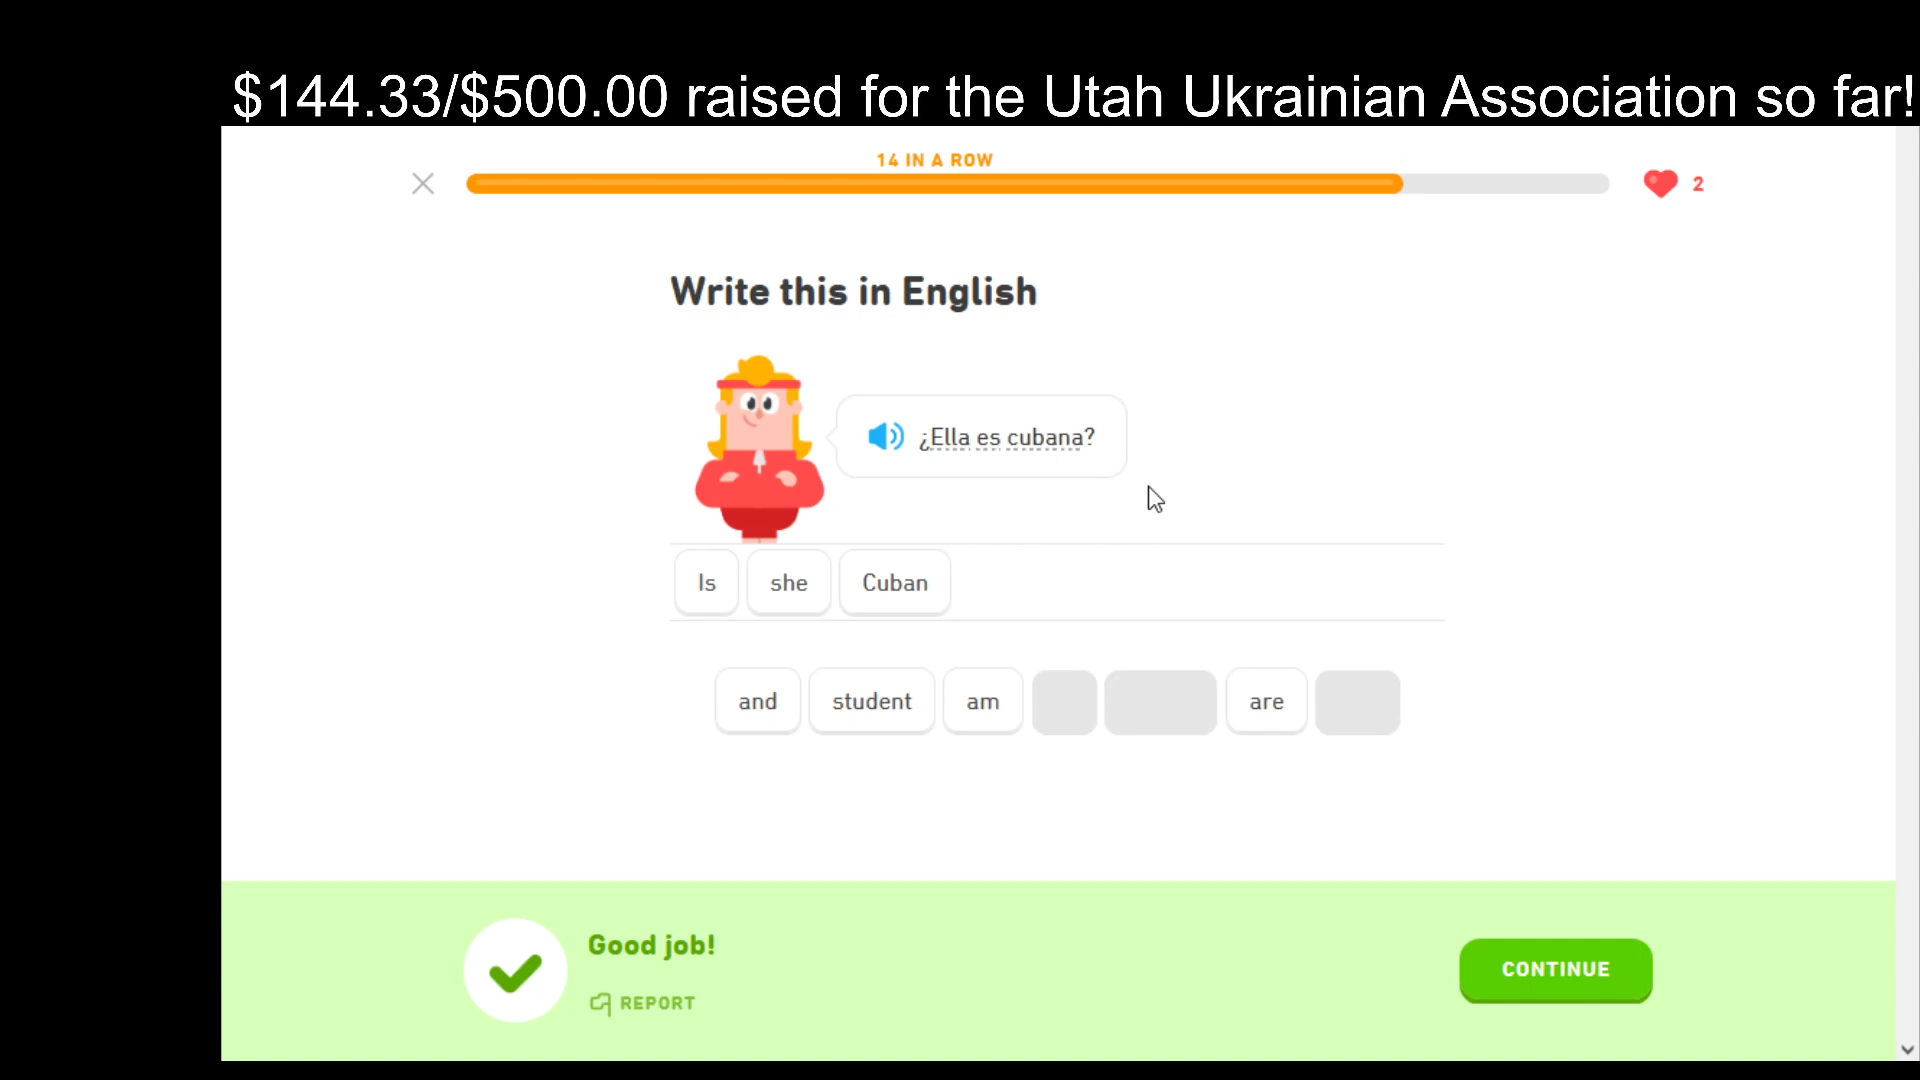 $144.33/$500.00 raised for the Utah Ukrainian Association so far!
14 IN A ROW
2
Write this in English
¿Ella es cubana?
Is she Cuban
and student am are
Good job!
REPORT
CONTINUE